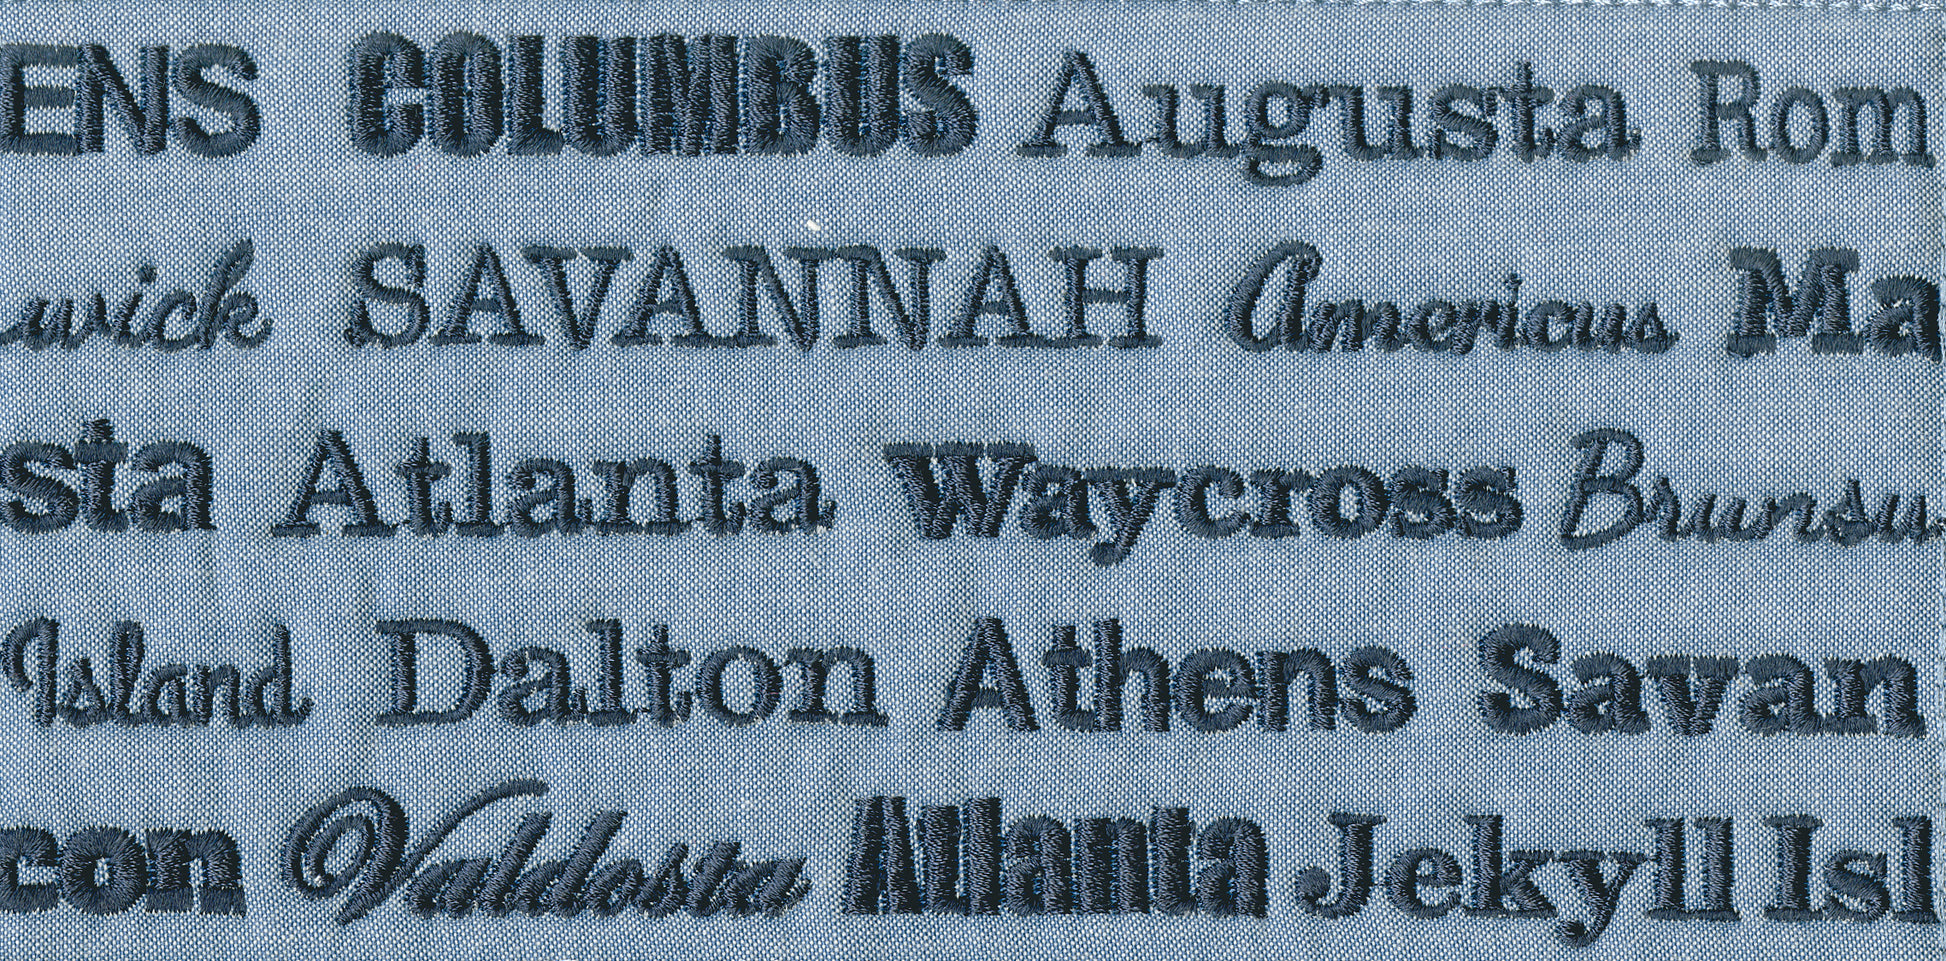 ENS COLUMBUS Augusta Rom
wick SAVANNAH Americus Ma
sta Atlanta Waycross Brunsw
Island Dalton Athens Savan
con Valdosta Atlanta Jekyll Isl